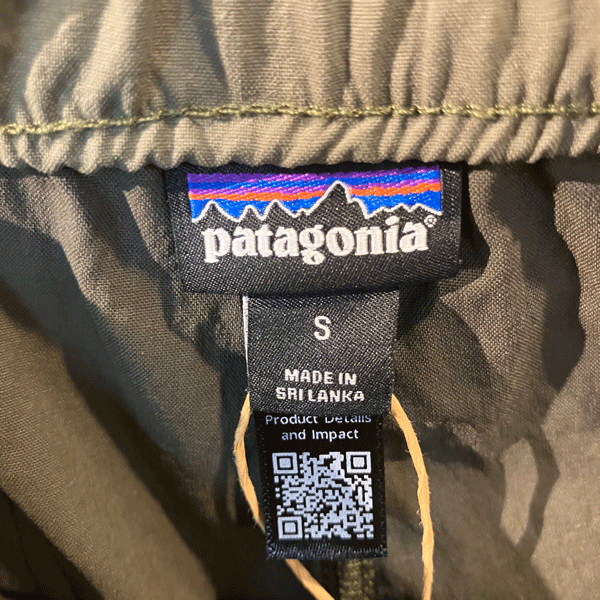 patagonia®
S
MADE IN
SRI LANKA
Product Details
and Impact